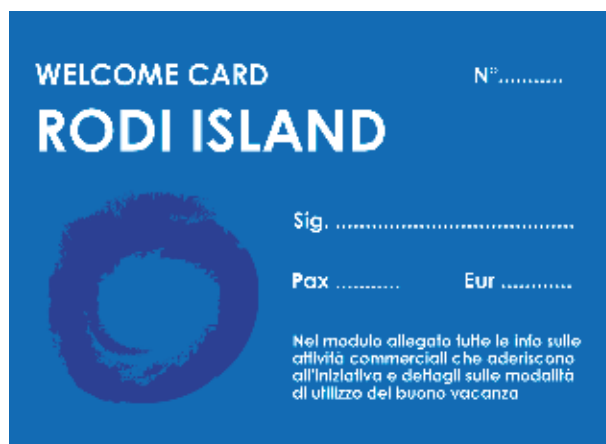 WELCOME CARD
N°...........
RODI ISLAND
Sig. ........................................
Pax ........... Eur ............
Nel modulo allegato tutte le info sulle
attività commerciali che aderiscono
all'iniziativa e dettagli sulle modalità
di utilizzo del buono vacanza